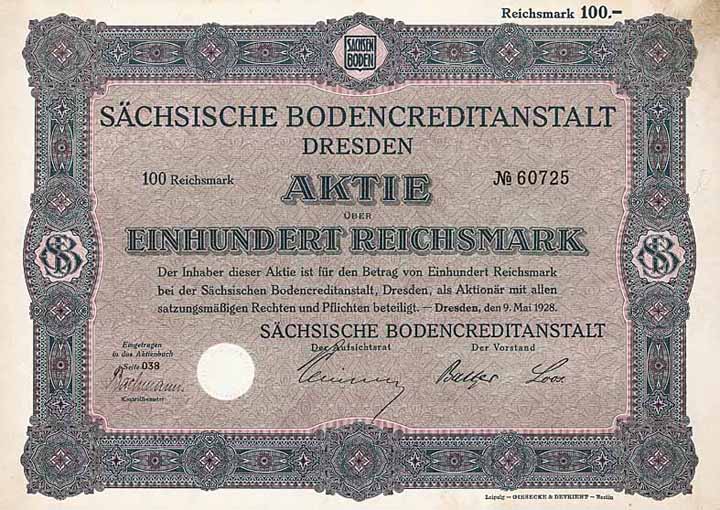 Reichsmark 100.–
SACHSEN
BODEN
SÄCHSISCHE BODENCREDITANSTALT
DRESDEN
100 Reichsmark
AKTIE
№ 60725
ÜBER
EINHUNDERT REICHSMARK
Der Inhaber dieser Aktie ist für den Betrag von Einhundert Reichsmark
bei der Sächsischen Bodencreditanstalt, Dresden, als Aktionär mit allen
satzungsmäßigen Rechten und Pflichten beteiligt. — Dresden, den 9. Mai 1928.
SÄCHSISCHE BODENCREDITANSTALT
Der Aufsichtsrat Der Vorstand
Eingetragen
in das Aktienbuch
Seite 038
Kontrollbeamter
Leipzig — GIESECKE & DEVRIENT — Berlin